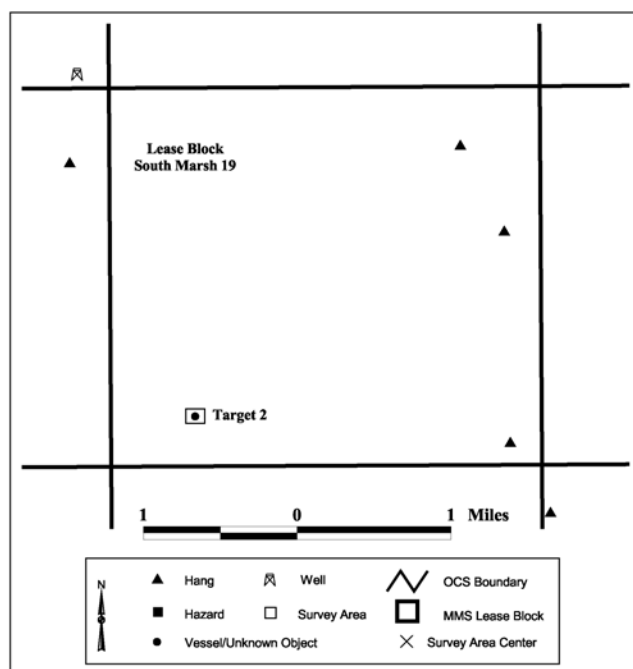 Lease Block
South Marsh 19
Target 2
1 0 1 Miles
N
Hang Well OCS Boundary
Hazard Survey Area MMS Lease Block
Vessel/Unknown Object Survey Area Center